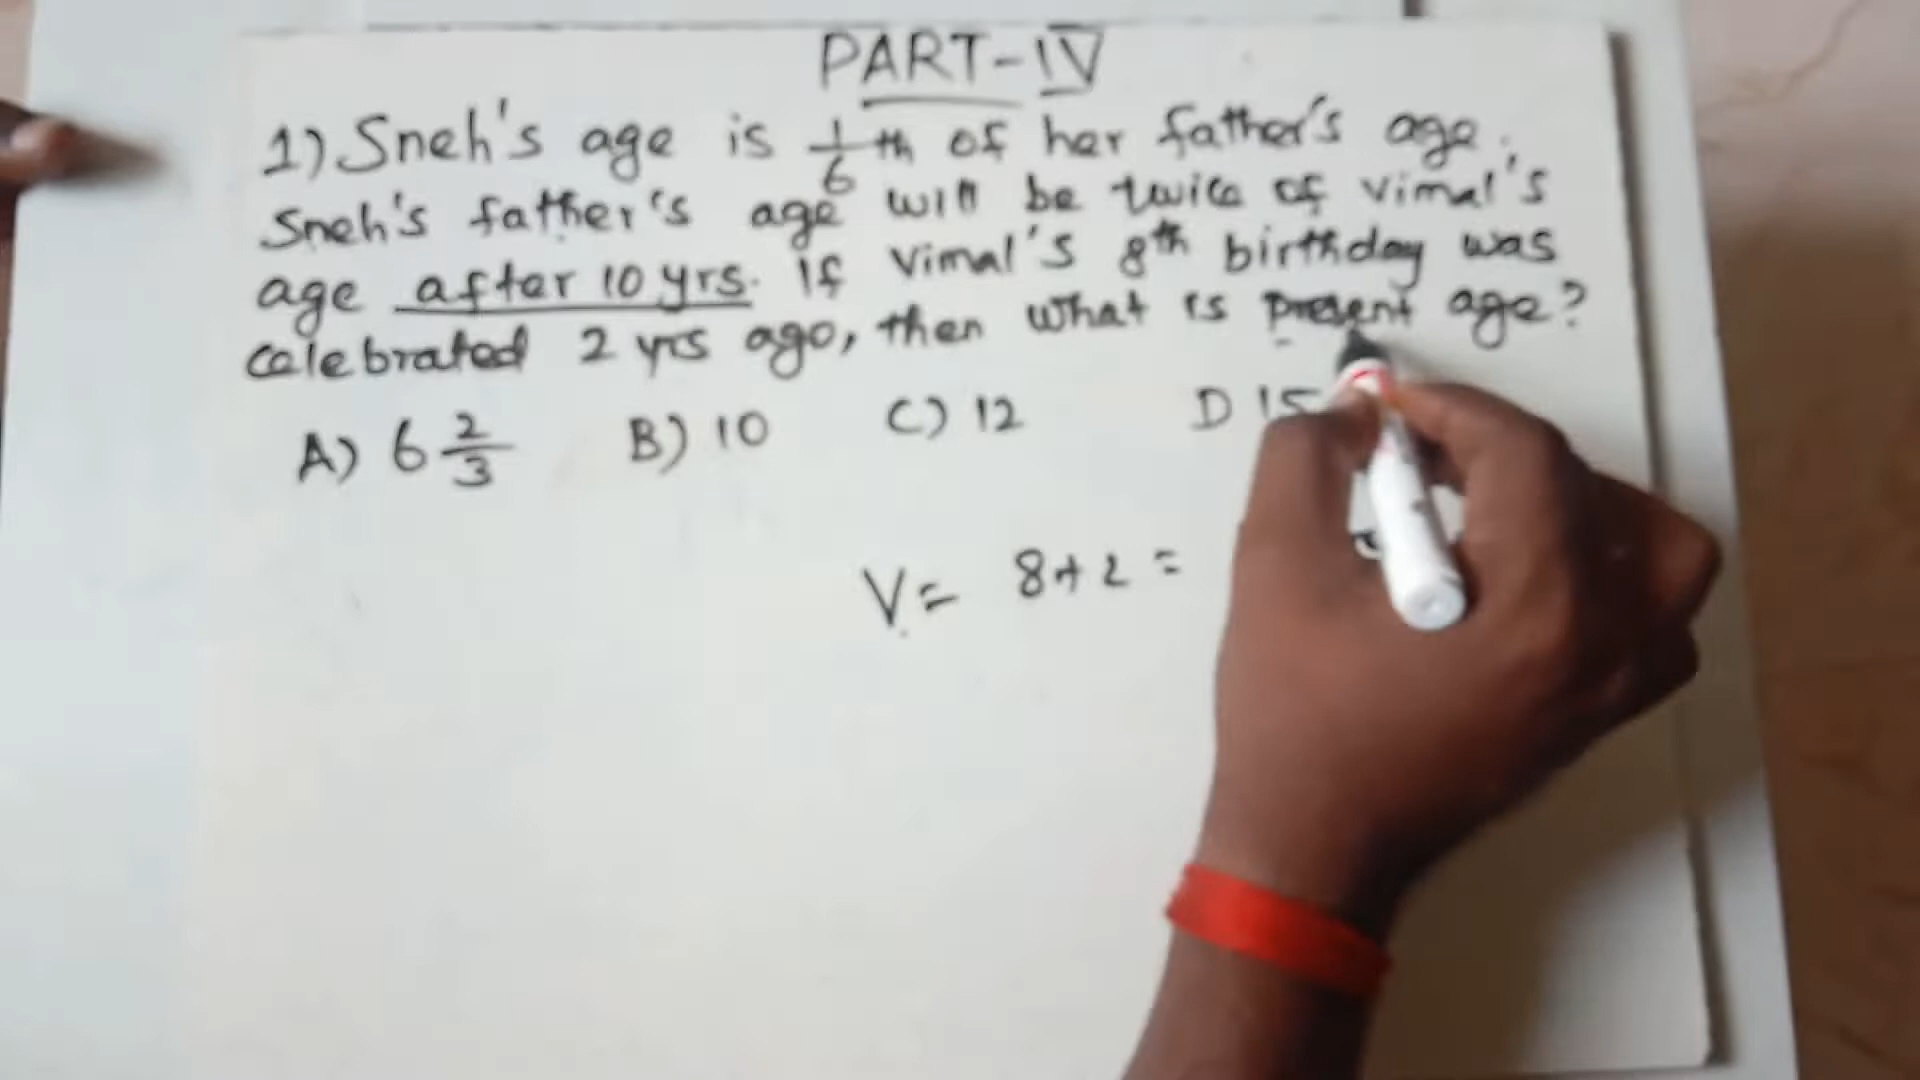 PART-IV
1) Sneh's age is 1/6 th of her father's age.
Sneh's father's age will be twice of Vimal's
age after 10 yrs. If Vimal's 8th birthday was
celebrated 2 yrs ago, then what is present age?
A) 6 2/3 B) 10 C) 12 D 15
V= 8+2 =